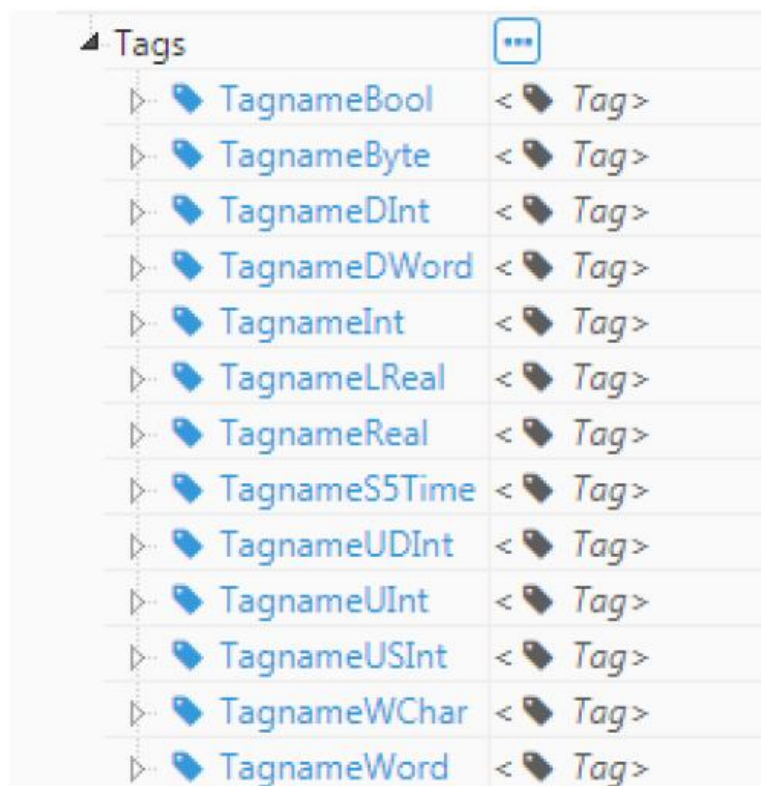 Tags ...
TagnameBool < Tag>
TagnameByte < Tag>
TagnameDInt < Tag>
TagnameDWord < Tag>
TagnameInt < Tag>
TagnameLReal < Tag>
TagnameReal < Tag>
TagnameS5Time < Tag>
TagnameUDInt < Tag>
TagnameUInt < Tag>
TagnameUSInt < Tag>
TagnameWChar < Tag>
TagnameWord < Tag>